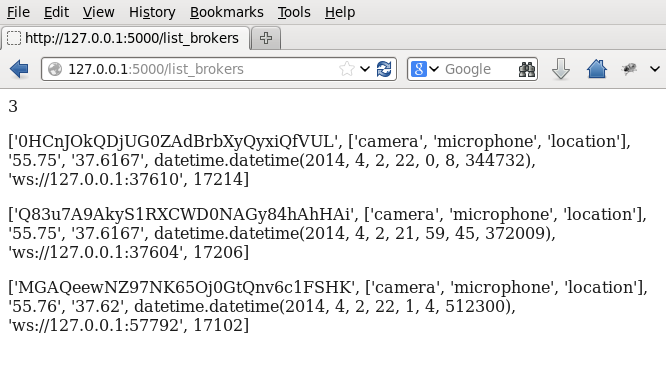 File Edit View History Bookmarks Tools Help
http://127.0.0.1:5000/list_brokers
127.0.0.1:5000/list_brokers 8 Google
3
['0HCnJOkQDjUG0ZAdBrbXyQyxiQfVUL', ['camera', 'microphone', 'location'],
'55.75', '37.6167', datetime.datetime(2014, 4, 2, 22, 0, 8, 344732),
'ws://127.0.0.1:37610', 17214]
['Q83u7A9AkyS1RXCWD0NAGy84hAhHAi', ['camera', 'microphone', 'location'],
'55.75', '37.6167', datetime.datetime(2014, 4, 2, 21, 59, 45, 372009),
'ws://127.0.0.1:37604', 17206]
['MGAQeewNZ97NK65Oj0GtQnv6c1FSHK', ['camera', 'microphone', 'location'],
'55.76', '37.62', datetime.datetime(2014, 4, 2, 22, 1, 4, 512300),
'ws://127.0.0.1:57792', 17102]